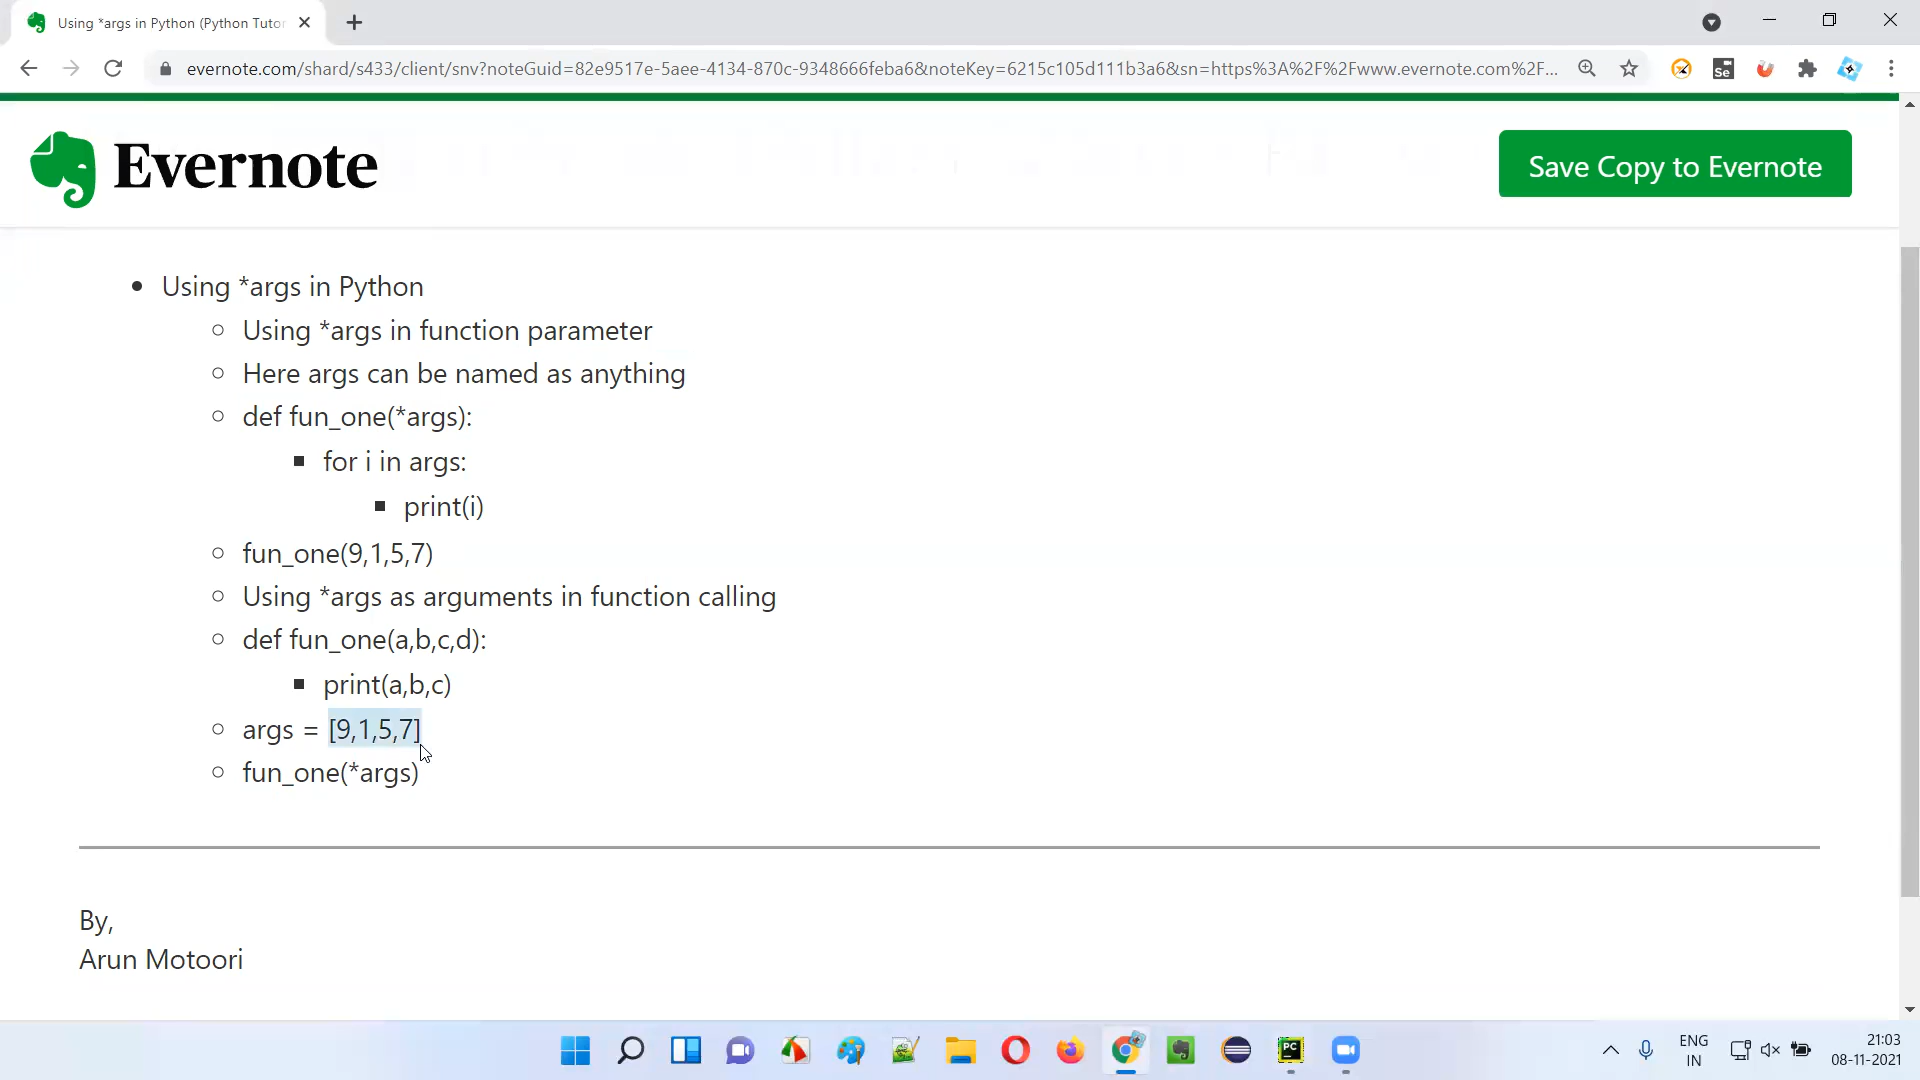 Using *args in Python (Python Tutor
evernote.com/shard/s433/client/snv?noteGuid=82e9517e-5aee-4134-870c-9348666feba6&noteKey=6215c105d111b3a6&sn=https%3A%2F%2Fwww.evernote.com%2F...
Se
Evernote
Save Copy to Evernote
Using *args in Python
Using *args in function parameter
Here args can be named as anything
def fun_one(*args):
for i in args:
print(i)
fun_one(9,1,5,7)
Using *args as arguments in function calling
def fun_one(a,b,c,d):
print(a,b,c)
args = [9,1,5,7]
fun_one(*args)
By,
Arun Motoori
PC
ENG
IN
21:03
08-11-2021